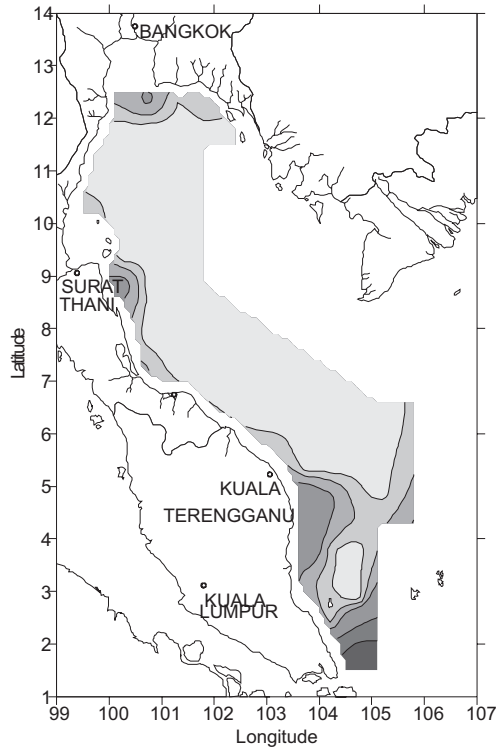 14
BANGKOK
13
12
11
10
9
SURAT
THANI
8
Latitude
7
6
5
KUALA
TERENGGANU
4
3
KUALA
LUMPUR
2
1
99 100 101 102 103 104 105 106 107
Longitude